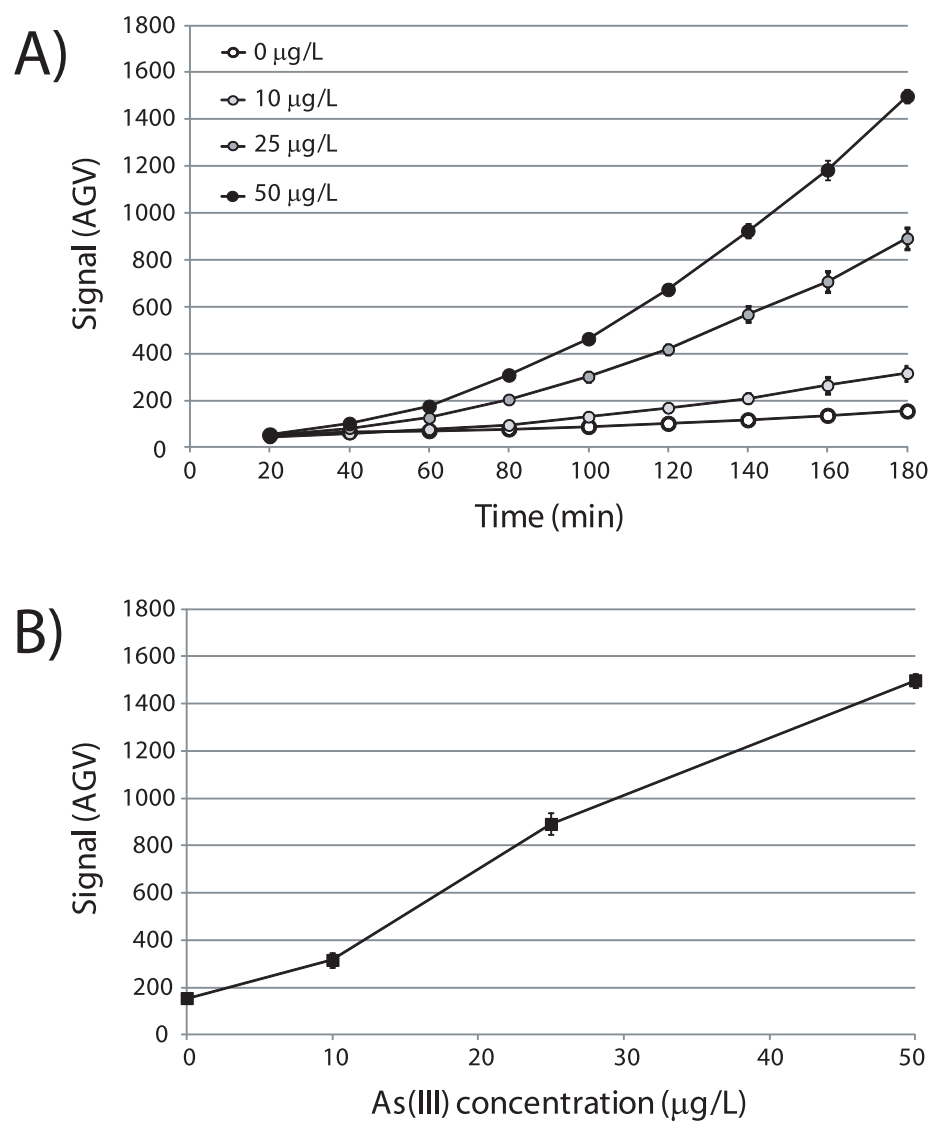 A)
1800
1600
1400
1200
1000
800
600
400
200
0
Signal (AGV)
0 μg/L
10 μg/L
25 μg/L
50 μg/L
0 20 40 60 80 100 120 140 160 180
Time (min)
B)
1800
1600
1400
1200
1000
800
600
400
200
0
Signal (AGV)
0 10 20 30 40 50
As(III) concentration (μg/L)